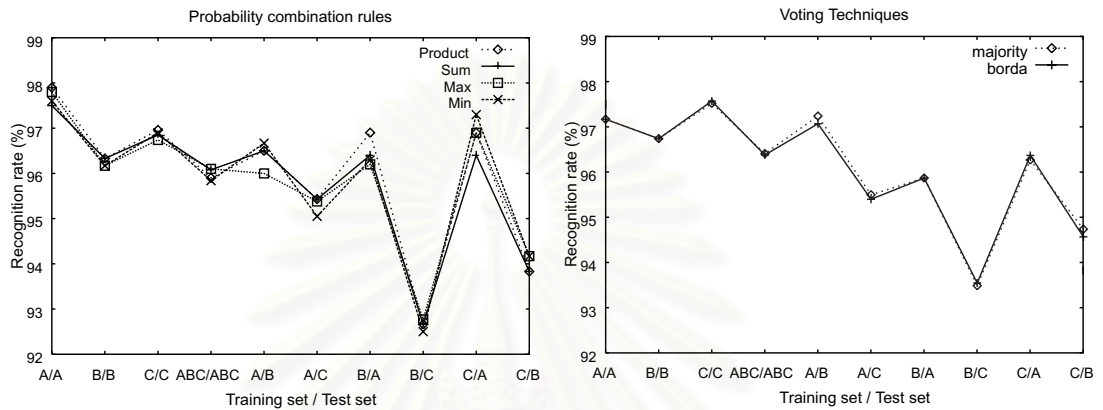 Probability combination rules
99
98
97
96
95
94
93
92
Recognition rate (%)
Product
Sum
Max
Min
A/A B/B C/C ABC/ABC A/B A/C B/A B/C C/A C/B
Training set / Test set
Voting Techniques
99
98
97
96
95
94
93
92
Recognition rate (%)
majority
borda
A/A B/B C/C ABC/ABC A/B A/C B/A B/C C/A C/B
Training set / Test set